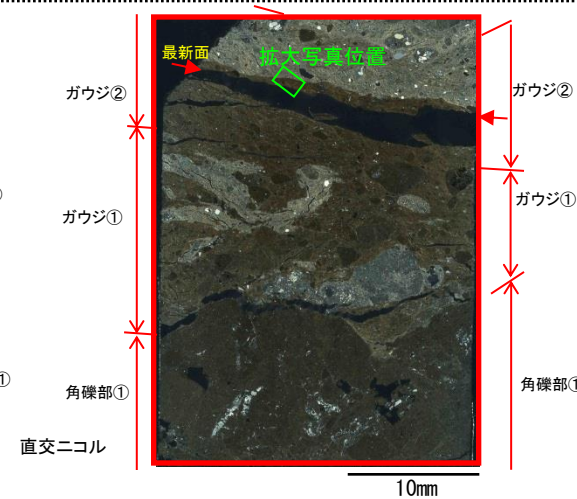 最新面
拡大写真位置
ガウジ②
ガウジ②
ガウジ①
ガウジ①
①
角礫部①
角礫部①
直交ニコル
10mm